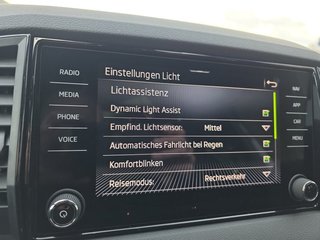 RADIO
MEDIA
PHONE
VOICE
Einstellungen Licht
Lichtassistenz
Dynamic Light Assist
Empfind. Lichtsensor: Mittel
Automatisches Fahrlicht bei Regen
Komfortblinken
Reisemodus: Rechtsverkehr
NAV
APP
CAR
MENU